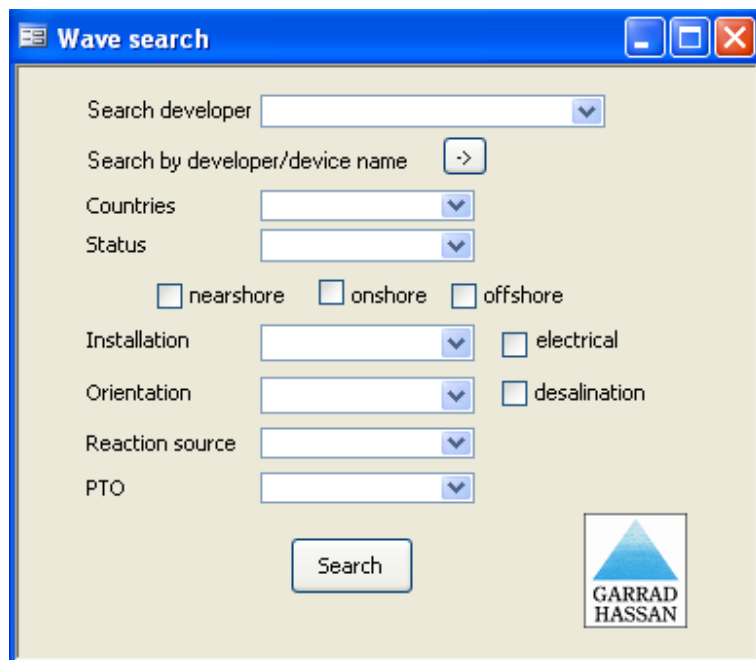 Wave search
Search developer
Search by developer/device name ->
Countries
Status
nearshore onshore offshore
Installation electrical
Orientation desalination
Reaction source
PTO
Search
GARRAD
HASSAN